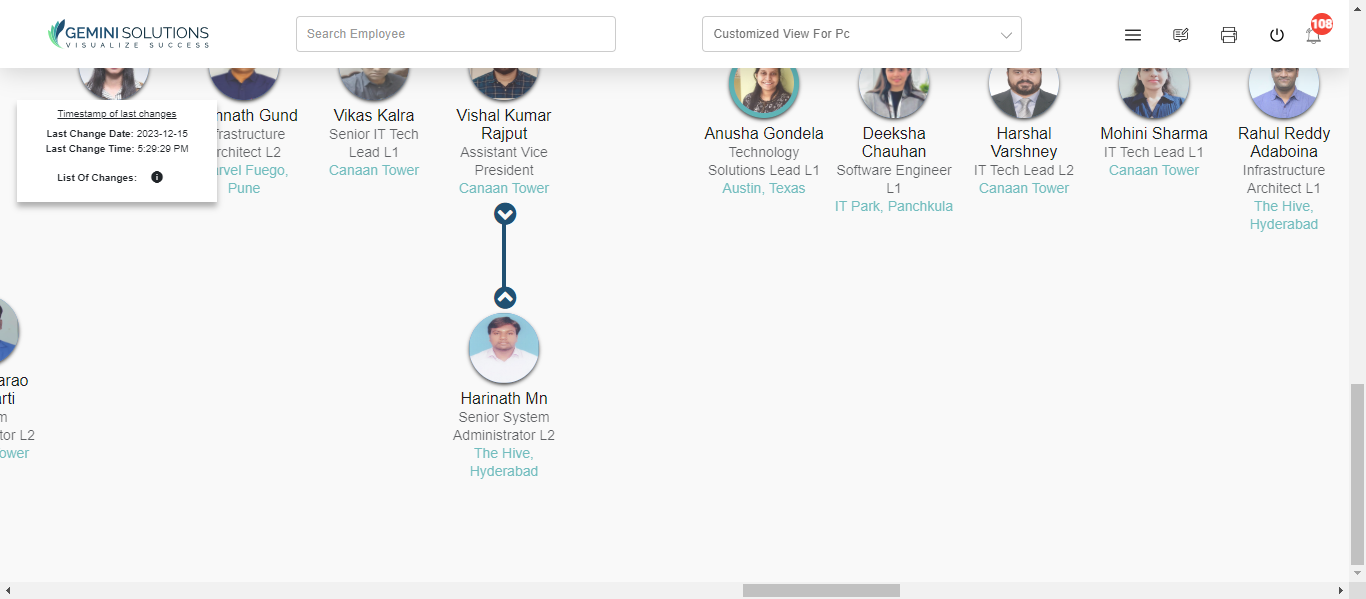 GEMINI SOLUTIONS
VISUALIZE SUCCESS
Search Employee
Customized View For Pc
108
Timestamp of last changes
Last Change Date: 2023-12-15
Last Change Time: 5:29:29 PM
List Of Changes:
nnath Gund
frastructure
rchitect L2
arvel Fuego,
Pune
Vikas Kalra
Senior IT Tech
Lead L1
Canaan Tower
Vishal Kumar
Rajput
Assistant Vice
President
Canaan Tower
Anusha Gondela
Technology
Solutions Lead L1
Austin, Texas
Deeksha
Chauhan
Software Engineer
L1
IT Park, Panchkula
Harshal
Varshney
IT Tech Lead L2
Canaan Tower
Mohini Sharma
IT Tech Lead L1
Canaan Tower
Rahul Reddy
Adaboina
Infrastructure
Architect L1
The Hive,
Hyderabad
arao
arti
m
tor L2
ower
Harinath Mn
Senior System
Administrator L2
The Hive,
Hyderabad